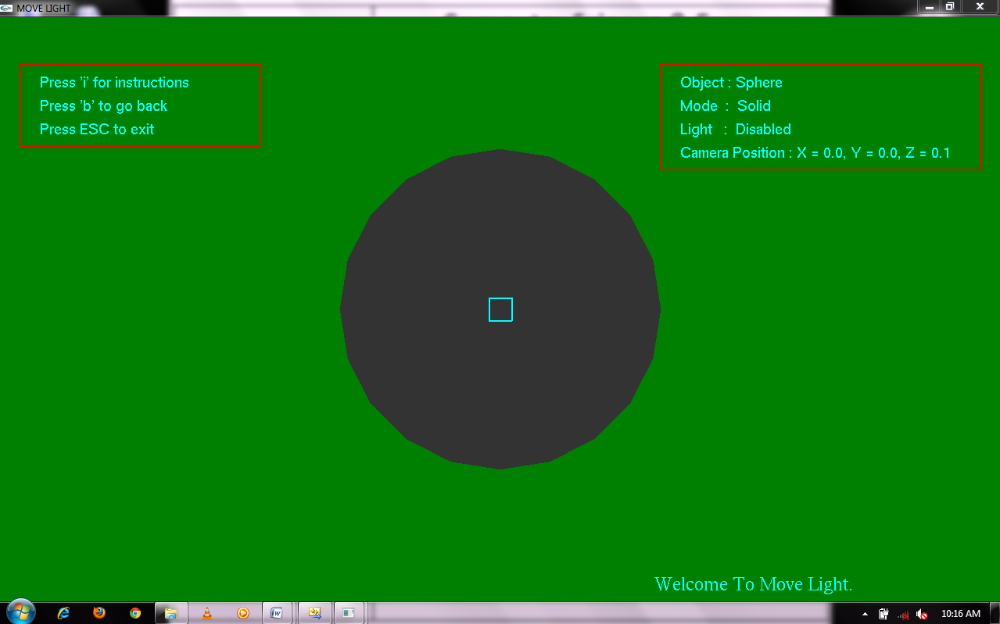 MOVE LIGHT
Press 'i' for instructions
Press 'b' to go back
Press ESC to exit
Object : Sphere
Mode : Solid
Light : Disabled
Camera Position : X = 0.0, Y = 0.0, Z = 0.1
Welcome To Move Light.
10:16 AM